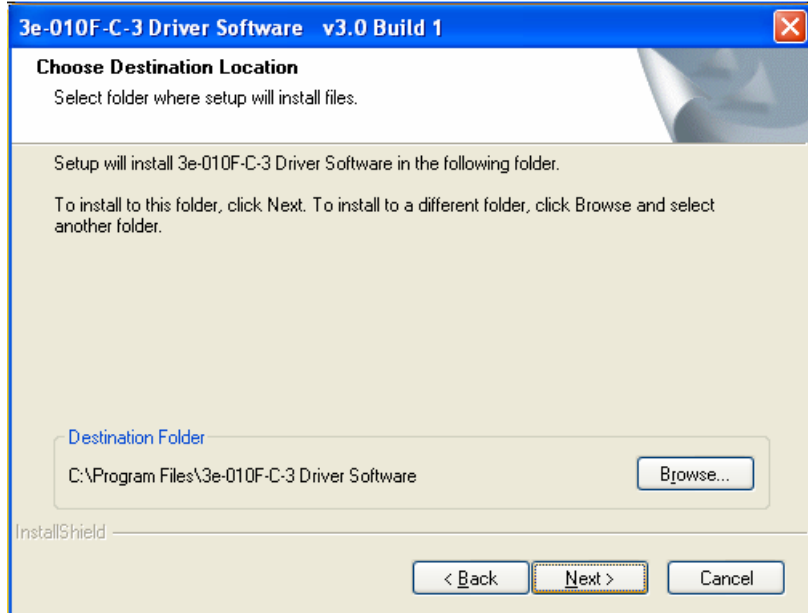 3e-010F-C-3 Driver Software v3.0 Build 1
Choose Destination Location
Select folder where setup will install files.
Setup will install 3e-010F-C-3 Driver Software in the following folder.
To install to this folder, click Next. To install to a different folder, click Browse and select
another folder.
Destination Folder
C:\Program Files\3e-010F-C-3 Driver Software
Browse...
InstallShield
< Back
Next >
Cancel